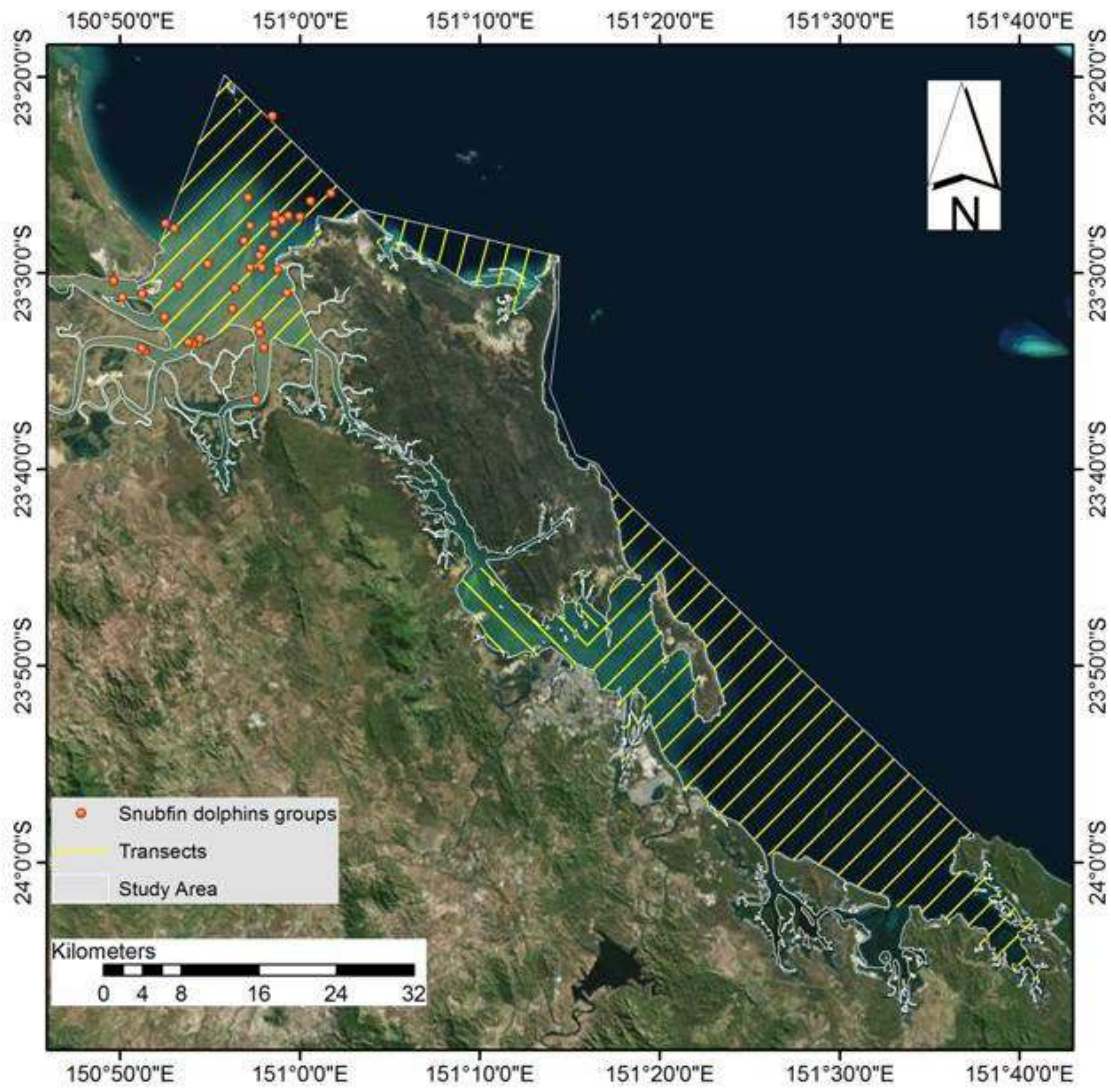 150°50'0"E 151°0'0"E 151°10'0"E 151°20'0"E 151°30'0"E 151°40'0"E
23°20'0"S 23°20'0"S
N
23°30'0"S 23°30'0"S
23°40'0"S 23°40'0"S
23°50'0"S 23°50'0"S
Snubfin dolphins groups
Transects
24°0'0"S 24°0'0"S
Study Area
Kilometers
0 4 8 16 24 32
150°50'0"E 151°0'0"E 151°10'0"E 151°20'0"E 151°30'0"E 151°40'0"E